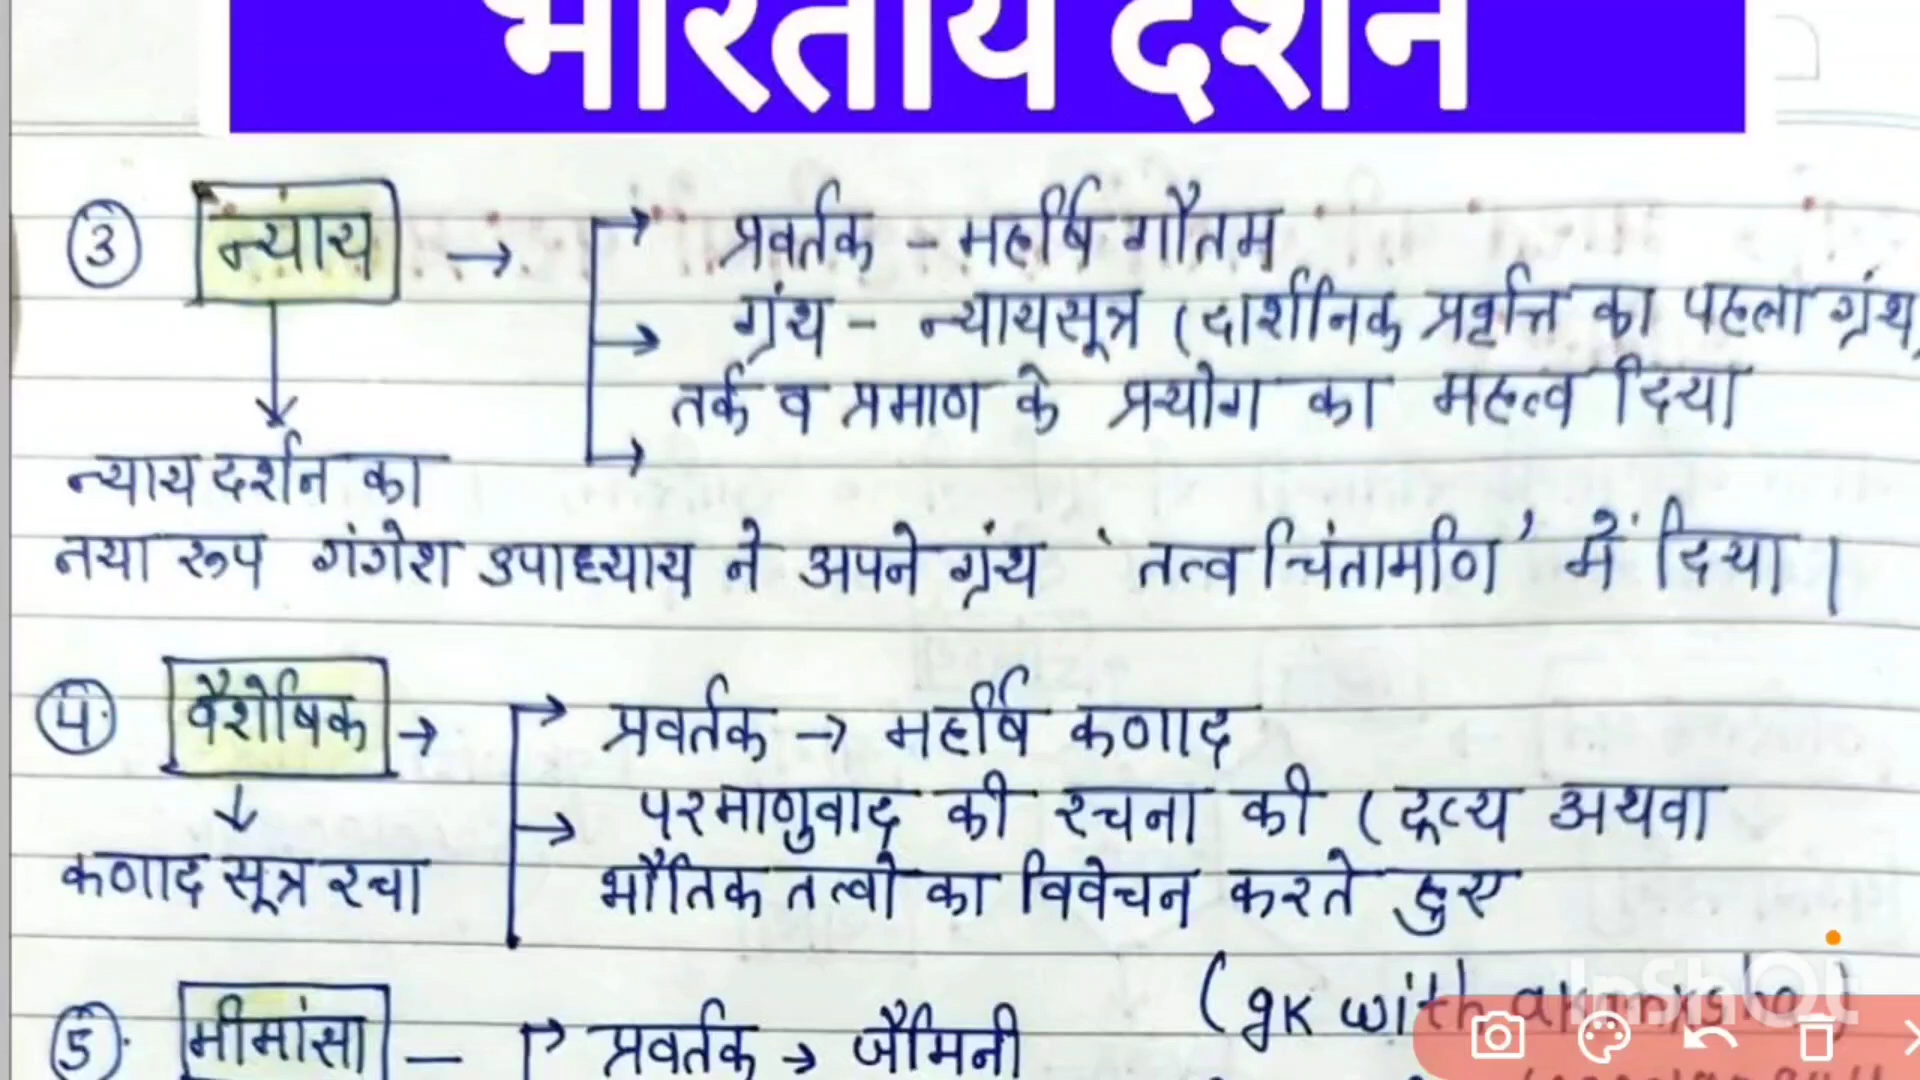 भारतीय दर्शन
③ न्याय → → प्रवर्तक - महर्षि गौतम
→ ग्रंथ - न्यायसूत्र (दार्शनिक प्रवृत्ति का पहला ग्रंथ,
तर्क व प्रमाण के प्रयोग का महत्व दिया
न्याय दर्शन का
नया रूप गंगेश उपाध्याय ने अपने ग्रंथ 'तत्व चिंतामणि' में दिया।
④ वैशेषिक → → प्रवर्तक → महर्षि कणाद
→ परमाणुवाद की रचना की (द्रव्य अथवा
भौतिक तत्वों का विवेचन करते हुए
कणाद सूत्र रचा
(gk with akanksha)
⑤ मीमांसा — → प्रवर्तक → जैमिनी
InShOt